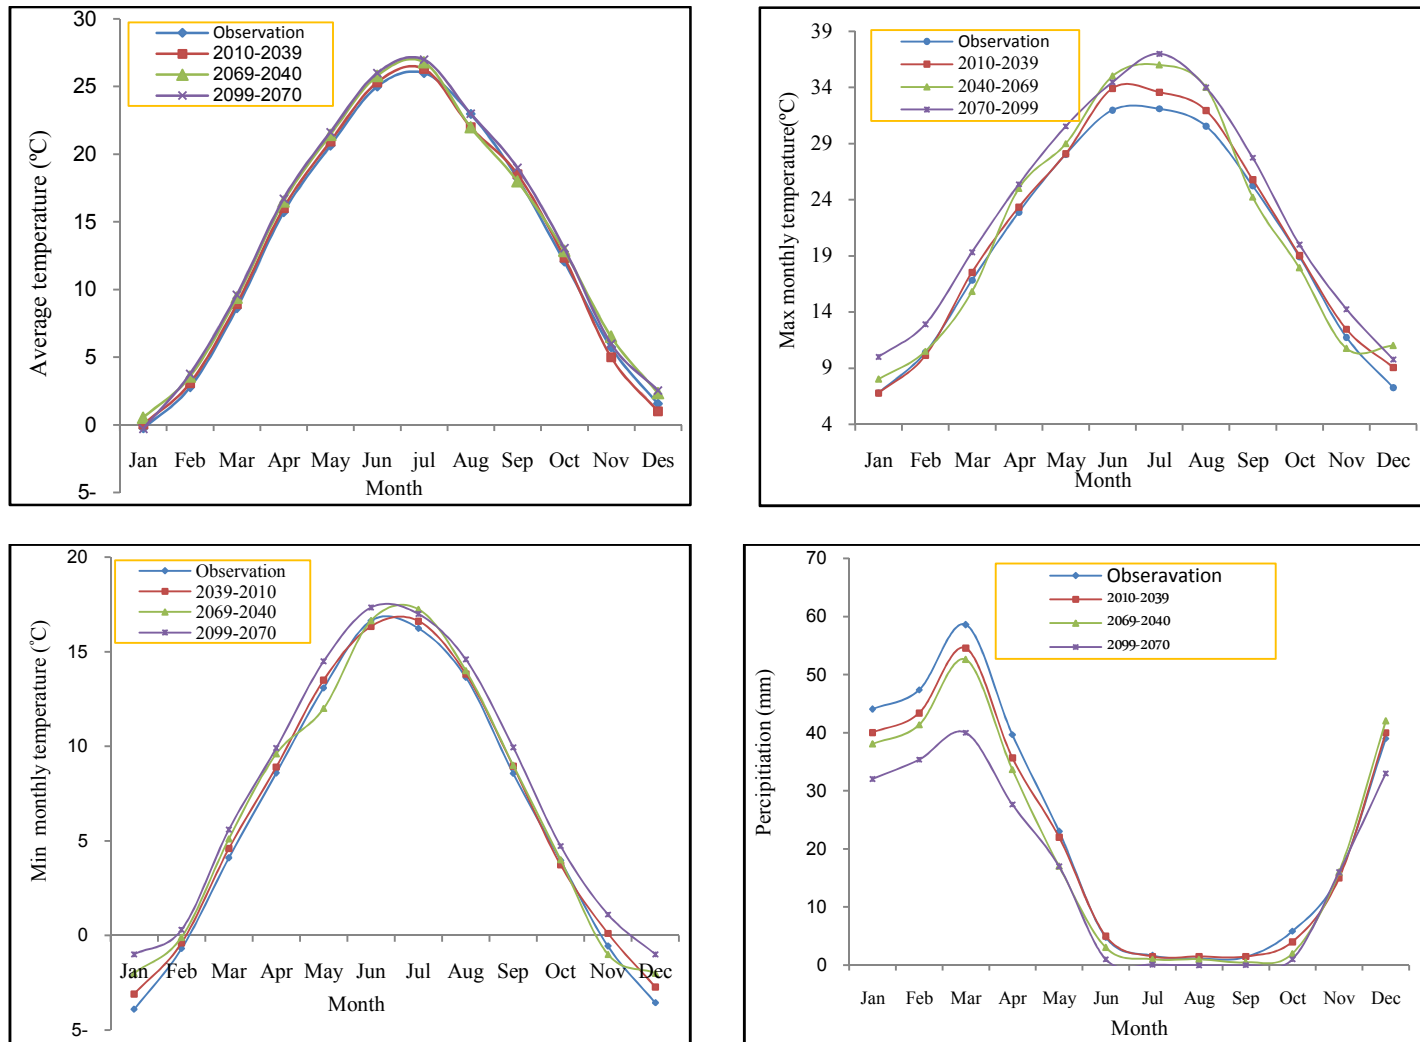 30
25
20
15
10
5
0
5-
Average temperature (ºC)
Observation
2010-2039
2069-2040
2099-2070
Jan Feb Mar Apr May Jun jul Aug Sep Oct Nov Des
Month
39
34
29
24
19
14
9
4
Max monthly temperature(ºC)
Observation
2010-2039
2040-2069
2070-2099
Jan Feb Mar Apr May Jun Jul Aug Sep Oct Nov Dec
Month
20
15
10
5
0
5-
Min monthly temperature (ºC)
Observation
2039-2010
2069-2040
2099-2070
Jan Feb Mar Apr May Jun Jul Aug Sep Oct Nov Dec
Month
70
60
50
40
30
20
10
0
Percipitiation (mm)
Obseravation
2010-2039
2069-2040
2099-2070
Jan Feb Mar Apr May Jun Jul Aug Sep Oct Nov Dec
Month